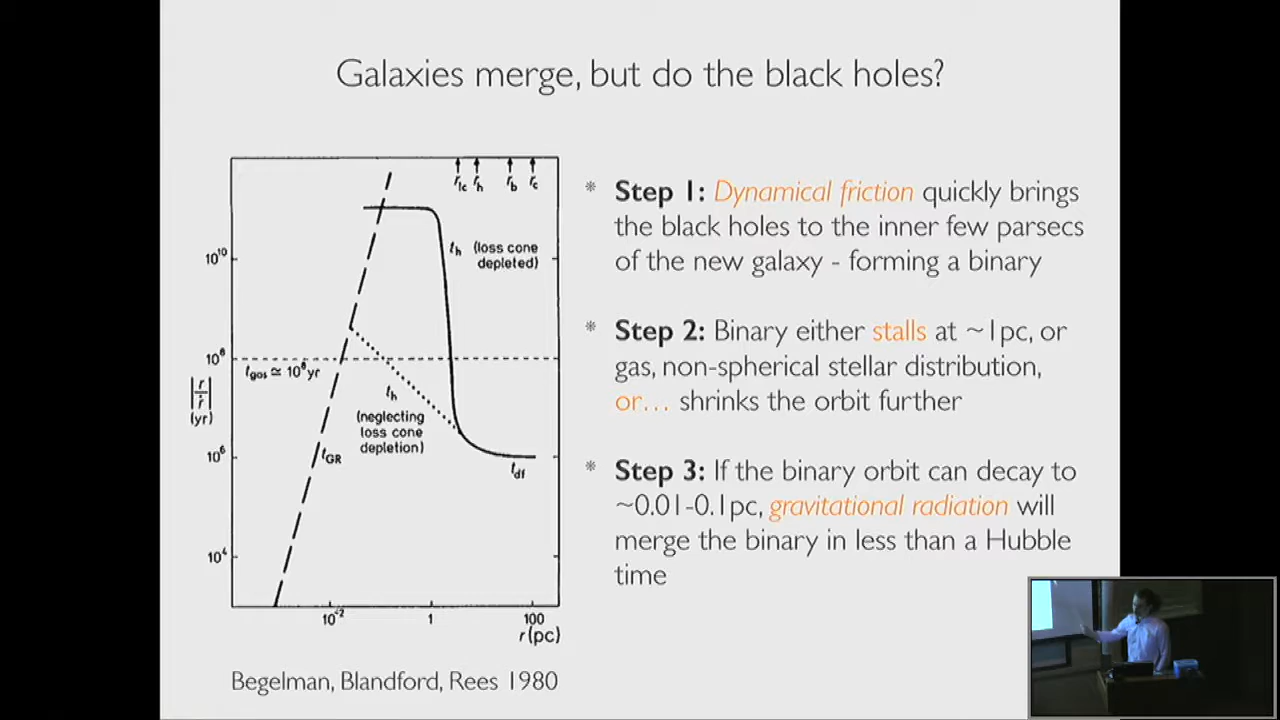 Galaxies merge, but do the black holes?
r_lc r_h r_b r_c
t_h (loss cone
depleted)
10^10
10^8
t_gas ≃ 10^8 yr
|r/ṙ|
(yr)
t_h
(neglecting
loss cone
depletion)
10^6
t_GR
t_df
10^4
10^-2 1 100
r (pc)
Begelman, Blandford, Rees 1980
* Step 1: Dynamical friction quickly brings
the black holes to the inner few parsecs
of the new galaxy - forming a binary
* Step 2: Binary either stalls at ~1pc, or
gas, non-spherical stellar distribution,
or... shrinks the orbit further
* Step 3: If the binary orbit can decay to
~0.01-0.1pc, gravitational radiation will
merge the binary in less than a Hubble
time